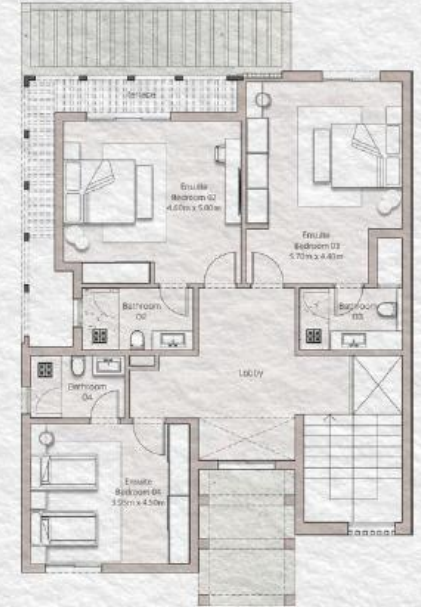 Terrace
Ensuite
Bedroom 02
4.60m x 5.00m
Ensuite
Bedroom 03
5.70m x 4.40m
Bathroom
02
Bathroom
03
Lobby
Bathroom
04
Ensuite
Bedroom 04
3.95m x 4.50m